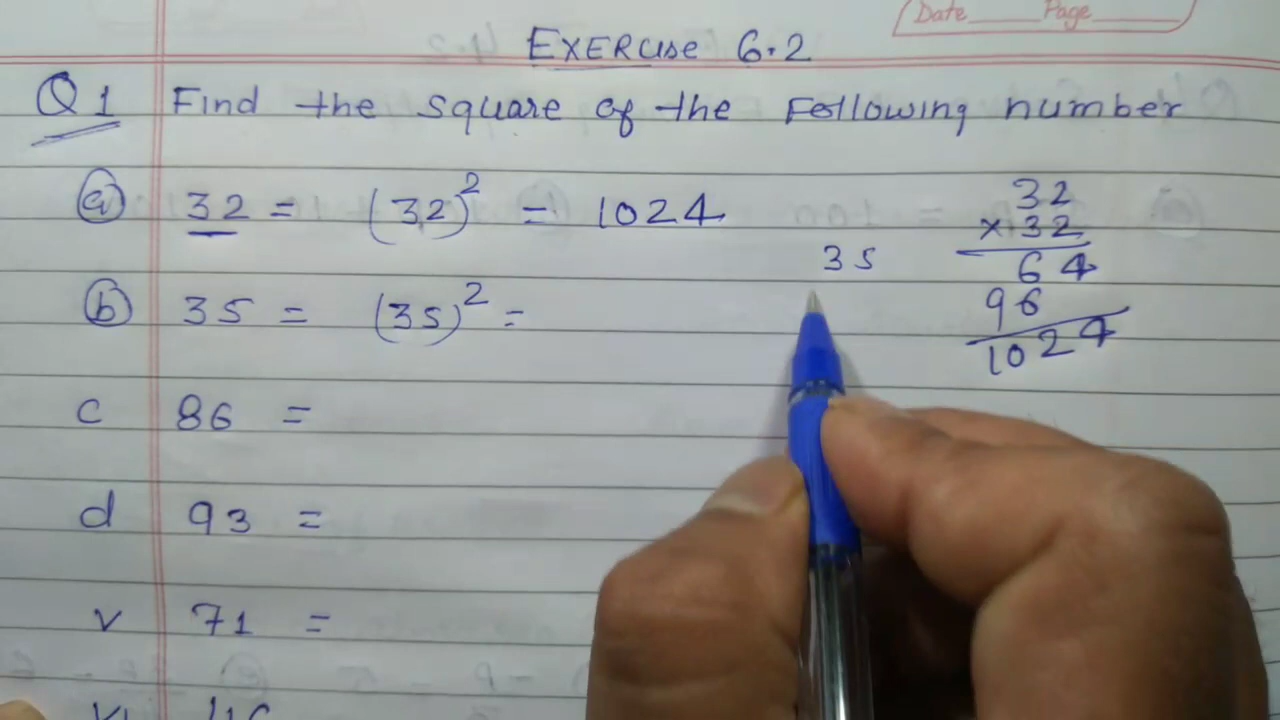 Date Page
Exercise 6.2
Q1 Find the square of the following number
a 32 = (32)² = 1024
32
× 32
64
96
1024
35
b 35 = (35)² =
c 86 =
d 93 =
v 71 =